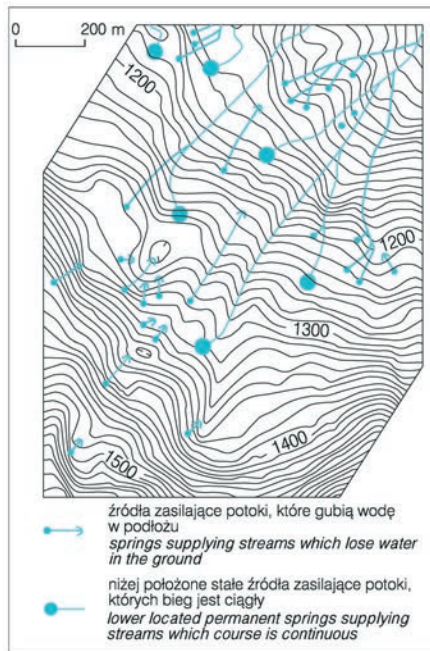 0 200 m
1200
1200
1300
1400
1500
źródła zasilające potoki, które gubią wodę
w podłożu
springs supplying streams which lose water
in the ground
niżej położone stałe źródła zasilające potoki,
których bieg jest ciągły
lower located permanent springs supplying
streams which course is continuous